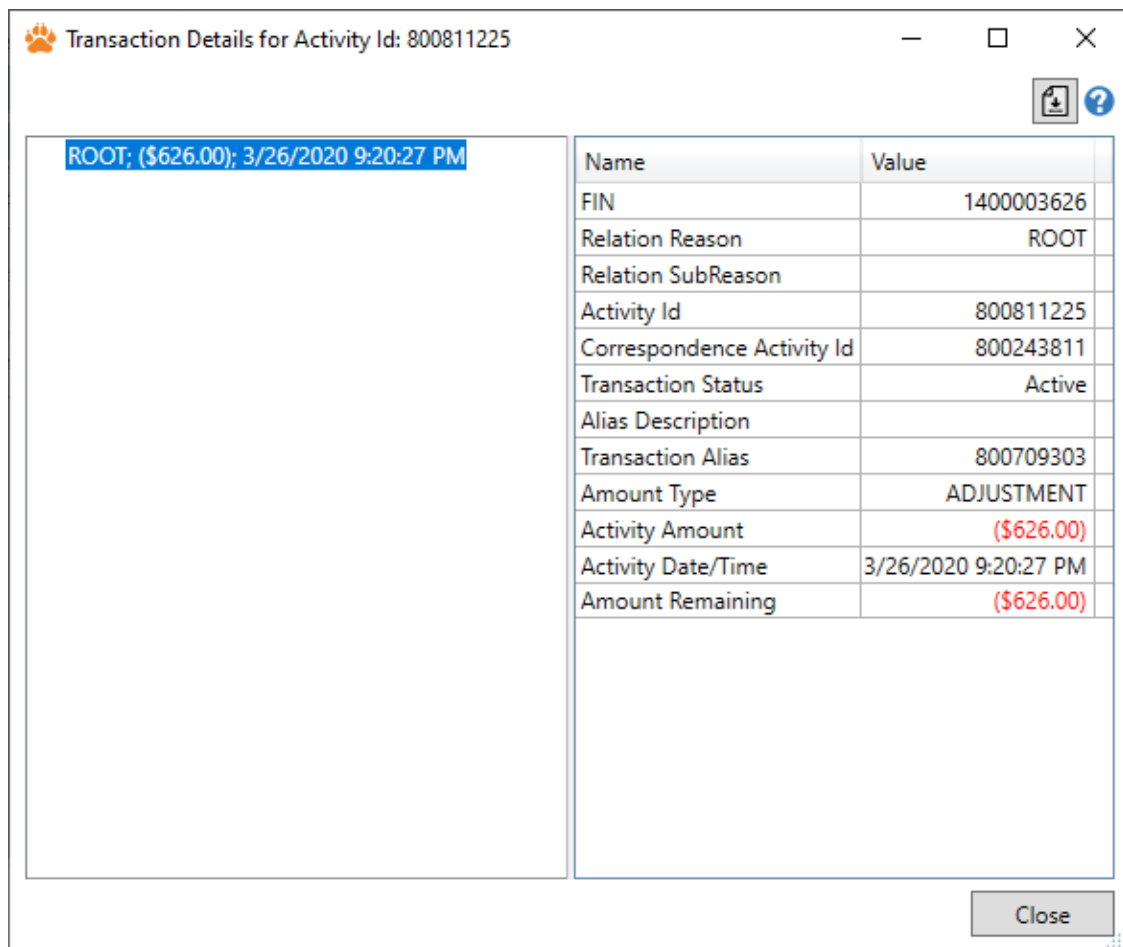 Transaction Details for Activity Id: 800811225
ROOT; ($626.00); 3/26/2020 9:20:27 PM
Name Value
FIN 1400003626
Relation Reason ROOT
Relation SubReason
Activity Id 800811225
Correspondence Activity Id 800243811
Transaction Status Active
Alias Description
Transaction Alias 800709303
Amount Type ADJUSTMENT
Activity Amount ($626.00)
Activity Date/Time 3/26/2020 9:20:27 PM
Amount Remaining ($626.00)
Close